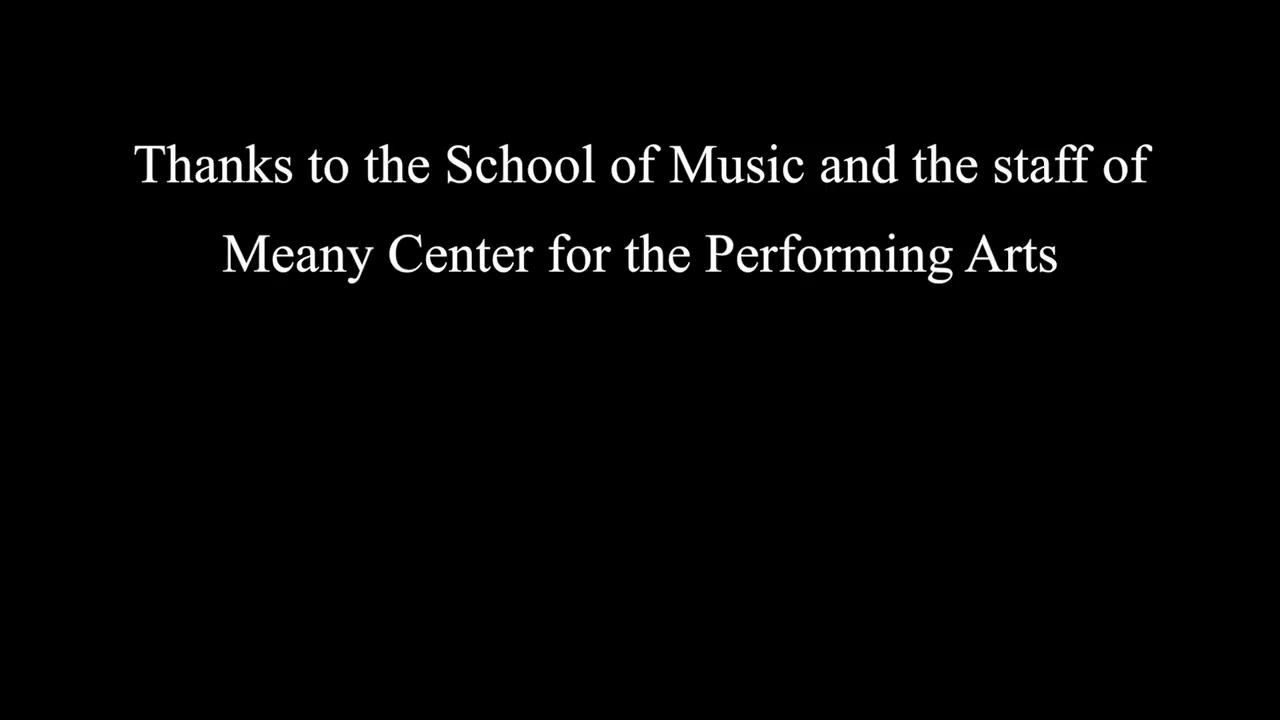 Thanks to the School of Music and the staff of
Meany Center for the Performing Arts